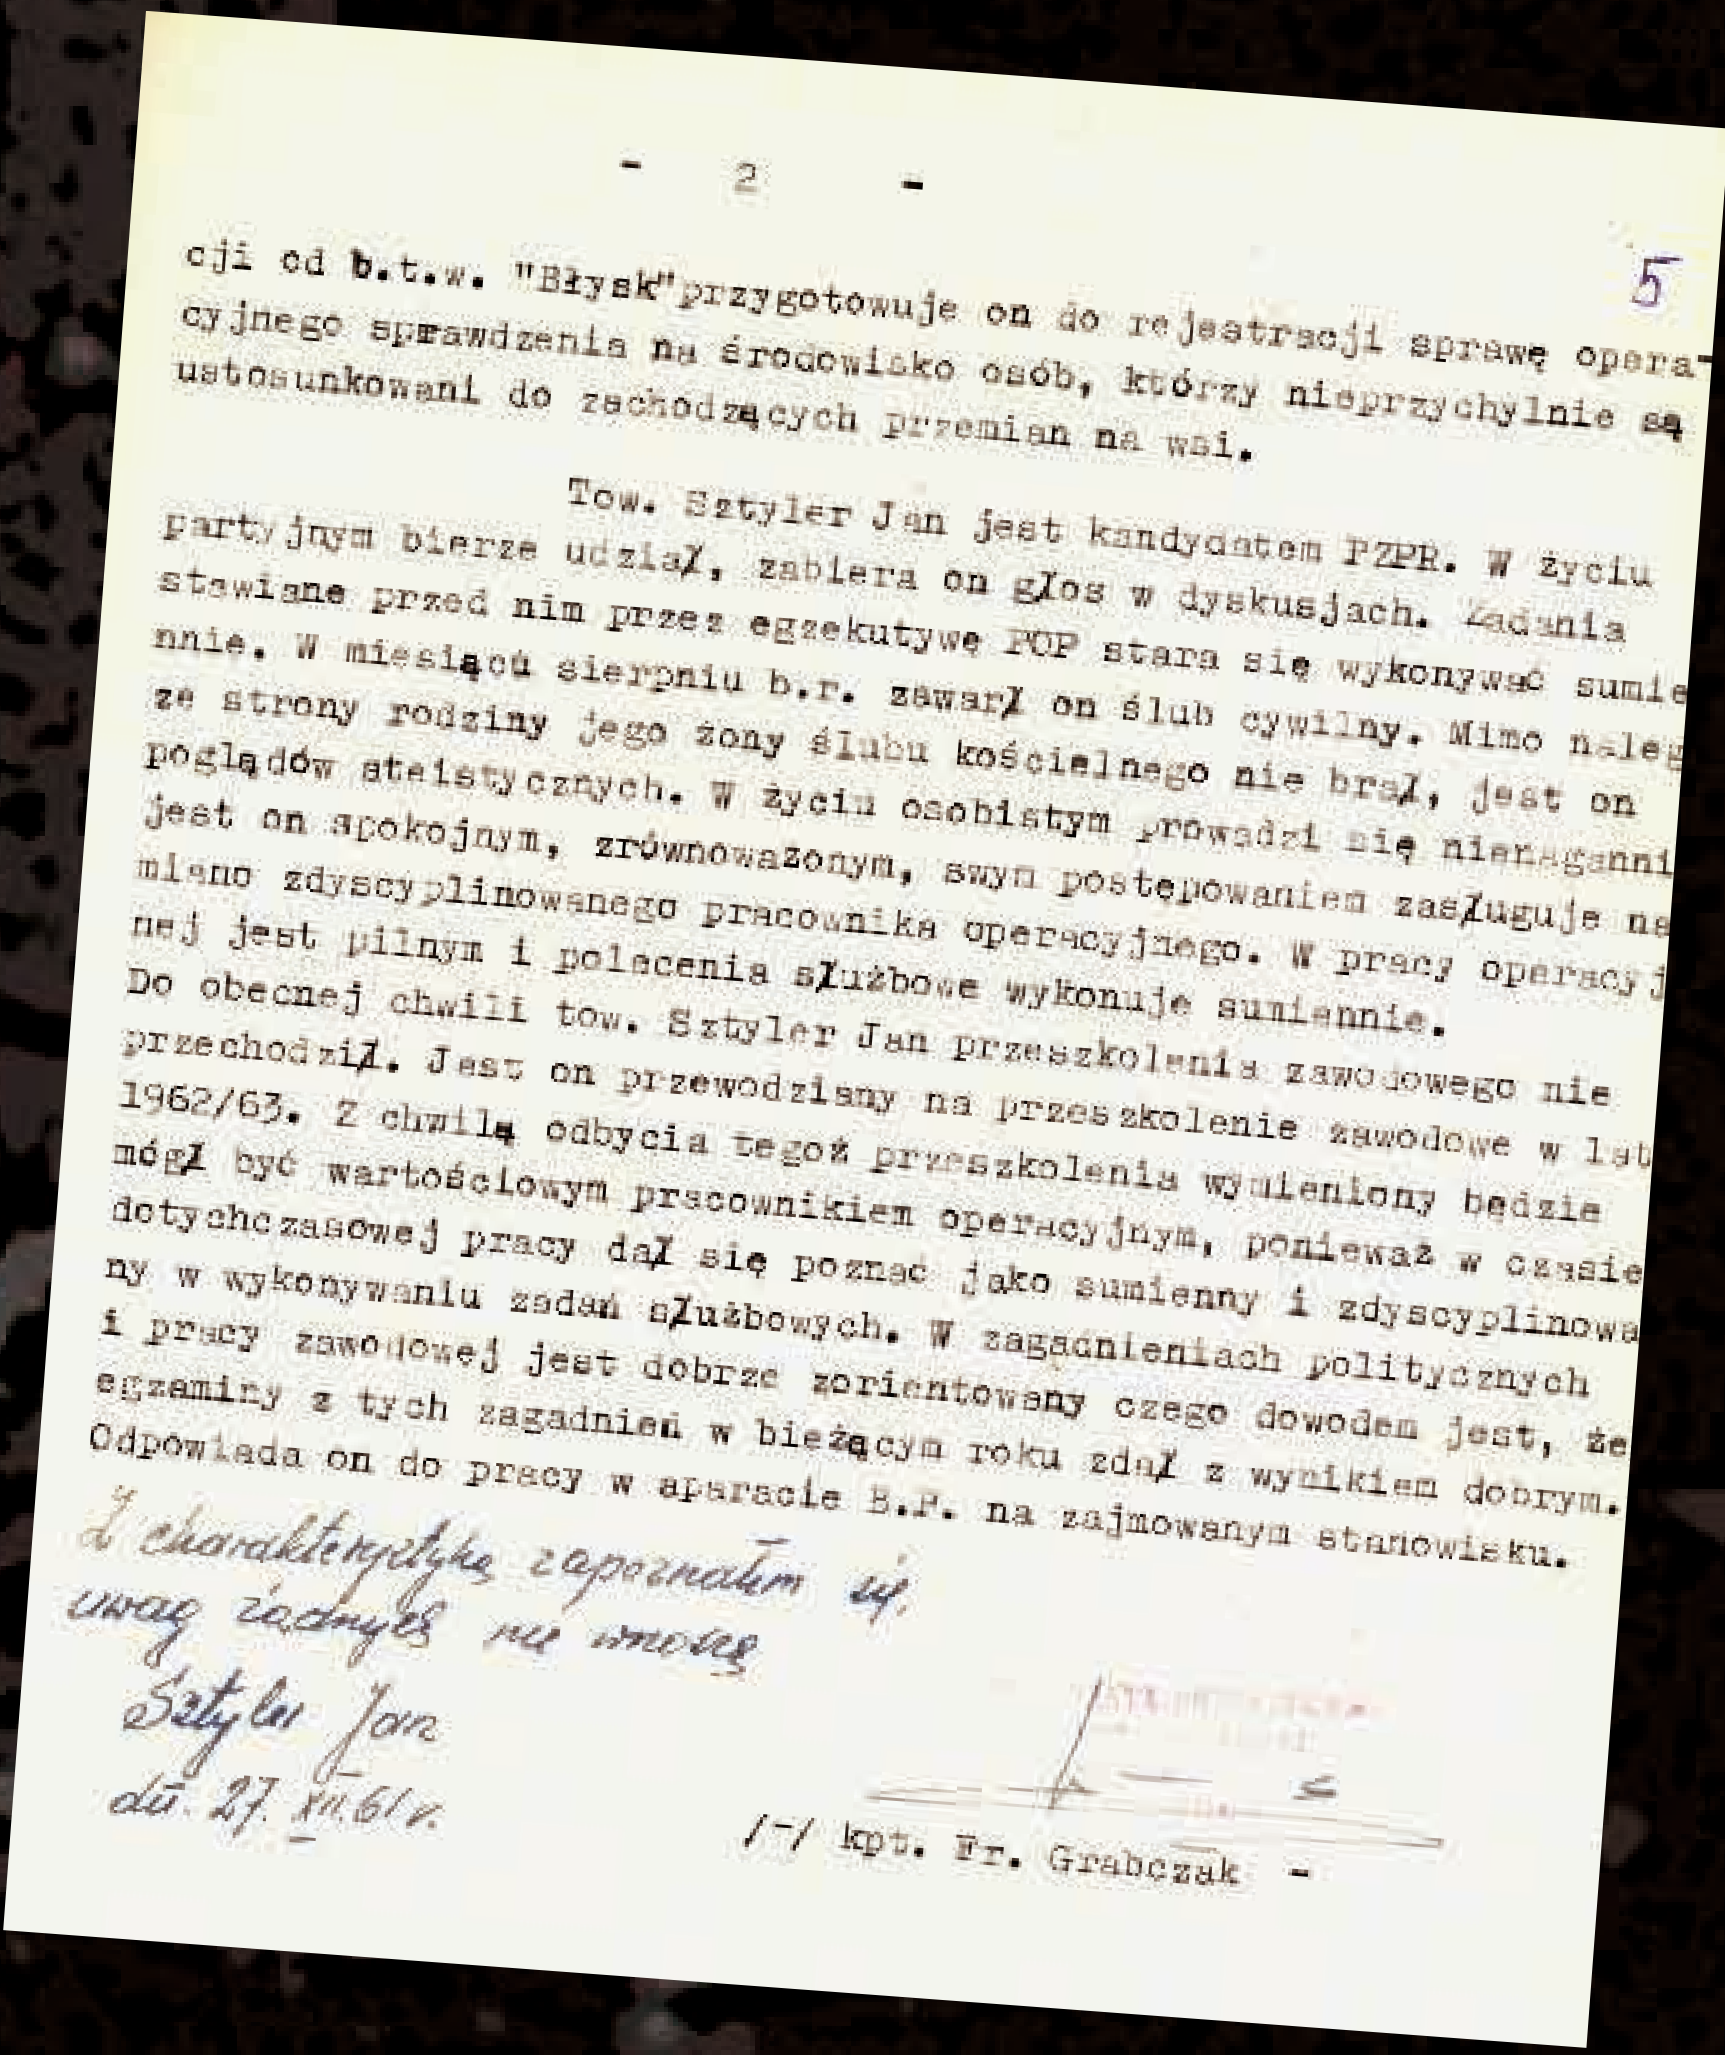 - 2 -
5
cji od b.t.w. "Błysk" przygotowuje on do rejestracji sprawę opera-
cyjnego sprawdzenia na środowisko osób, którzy nieprzychylnie są
ustosunkowani do zachodzących przemian na wsi.
Tow. Sztyler Jan jest kandydatem PZPR. W życiu
partyjnym bierze udział, zabiera on głos w dyskusjach. Zadania
stawiane przed nim przez egzekutywę POP stara się wykonywać sumie
nnie. W miesiącu sierpniu b.r. zawarł on ślub cywilny. Mimo naleg
ze strony rodziny jego żony ślubu kościelnego nie brał, jest on
poglądów ateistycznych. W życiu osobistym prowadzi się nienaganni
jest on spokojnym, zrównoważonym, swym postępowaniem zasługuje na
miano zdyscyplinowanego pracownika operacyjnego. W pracy operacyj
nej jest pilnym i polecenia służbowe wykonuje sumiennie.
Do obecnej chwili tow. Sztyler Jan przeszkolenia zawodowego nie
przechodził. Jest on przewodziany na przeszkolenie zawodowe w lat
1962/63. Z chwilą odbycia tegoż przeszkolenia wymieniony będzie
mógł być wartościowym pracownikiem operacyjnym, ponieważ w czasie
dotychczasowej pracy dał się poznać jako sumienny i zdyscyplinowa
ny w wykonywaniu zadań służbowych. W zagadnieniach politycznych
i pracy zawodowej jest dobrze zorientowany czego dowodem jest, że
egzaminy z tych zagadnień w bieżącym roku zdał z wynikiem dobrym.
Odpowiada on do pracy w aparacie B.P. na zajmowanym stanowisku.
Z charakterystyką zapoznałem się.
uwag żadnych nie wnoszę
Sztyler Jan
dn. 27. XII. 61 r.
/-/ kpt. Fr. Grabczak -